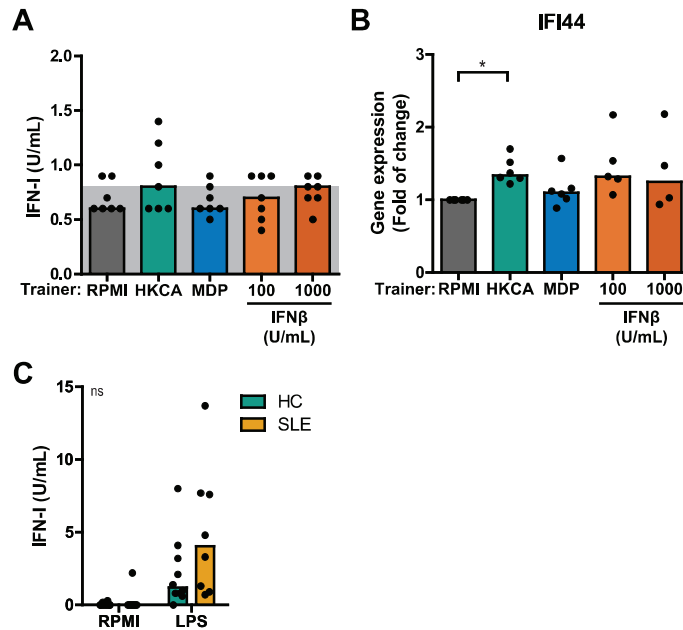 A
IFN-I (U/mL)
2.0
1.5
1.0
0.5
0.0
Trainer: RPMI HKCA MDP 100 1000
IFNβ
(U/mL)
B
IFI44
Gene expression
(Fold of change)
3
2
1
0
*
Trainer: RPMI HKCA MDP 100 1000
IFNβ
(U/mL)
C
IFN-I (U/mL)
15
10
5
0
ns
HC
SLE
RPMI LPS